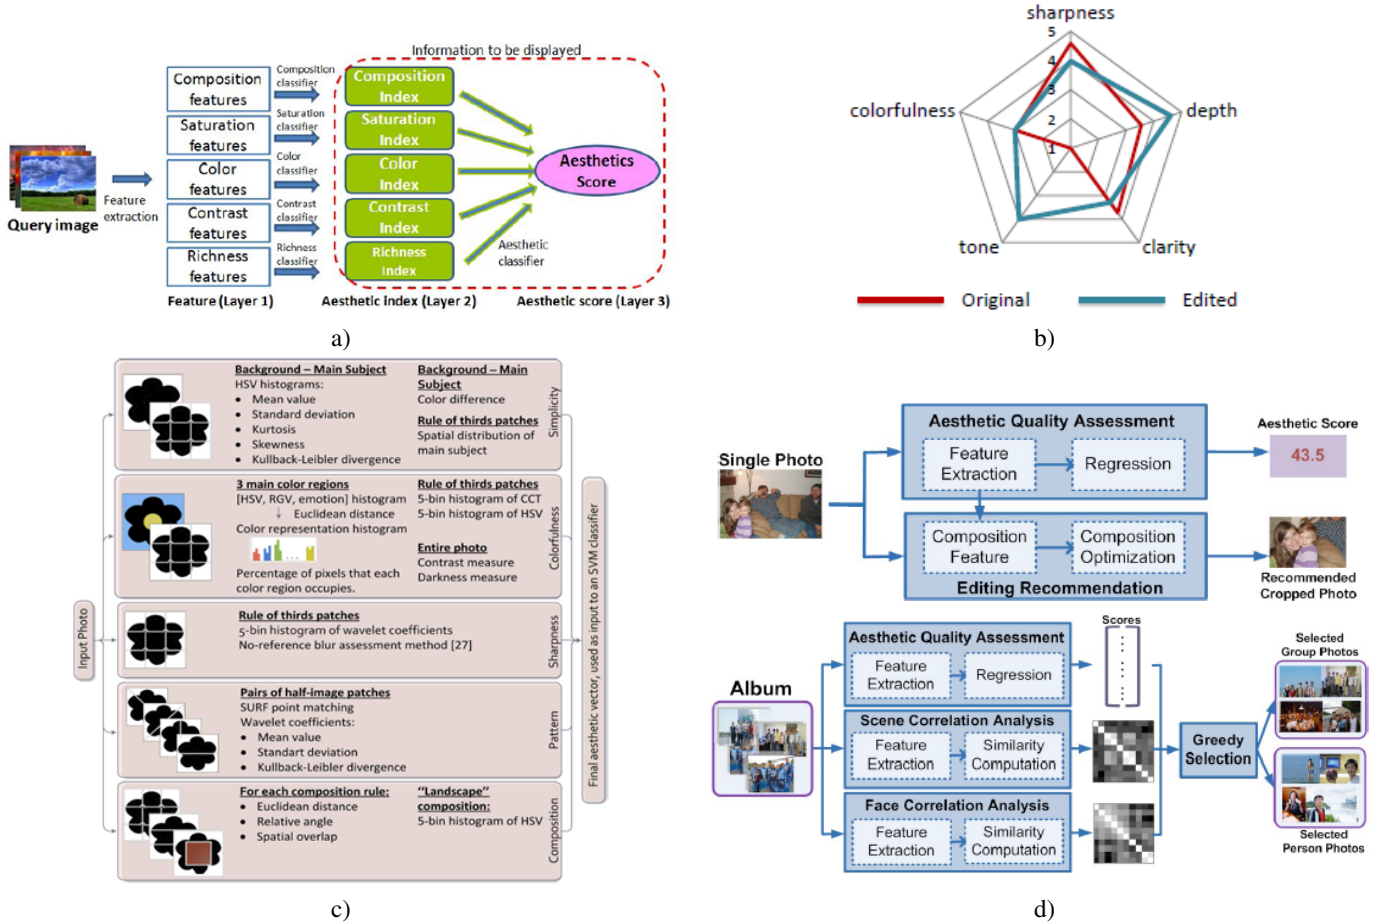 Information to be displayed
Composition
features
Composition
classifier
Composition
Index
Saturation
features
Saturation
classifier
Saturation
Index
Color
features
Color
classifier
Color
Index
Contrast
features
Contrast
classifier
Contrast
Index
Richness
features
Richness
classifier
Richness
Index
Query image
Feature
extraction
Aesthetics
Score
Aesthetic
classifier
Feature (Layer 1)
Aesthetic index (Layer 2)
Aesthetic score (Layer 3)
a)
sharpness
5
4
3
2
1
colorfulness
depth
tone
clarity
Original
Edited
b)
Input Photo
Background – Main Subject
HSV histograms:
• Mean value
• Standard deviation
• Kurtosis
• Skewness
• Kullback-Leibler divergence
Background – Main
Subject
Color difference
Rule of thirds patches
Spatial distribution of
main subject
Simplicity
3 main color regions
[HSV, RGV, emotion] histogram
Euclidean distance
Color representation histogram
Percentage of pixels that each
color region occupies.
Rule of thirds patches
5-bin histogram of CCT
5-bin histogram of HSV
Entire photo
Contrast measure
Darkness measure
Colorfulness
Rule of thirds patches
5-bin histogram of wavelet coefficients
No-reference blur assessment method [27]
Sharpness
Pairs of half-image patches
SURF point matching
Wavelet coefficients:
• Mean value
• Standart deviation
• Kullback-Leibler divergence
Pattern
For each composition rule:
• Euclidean distance
• Relative angle
• Spatial overlap
“Landscape”
composition:
5-bin histogram of HSV
Composition
Final aesthetic vector, used as input to an SVM classifier
c)
Single Photo
Aesthetic Quality Assessment
Feature
Extraction
Regression
Aesthetic Score
43.5
Composition
Feature
Composition
Optimization
Editing Recommendation
Recommended
Cropped Photo
Album
Aesthetic Quality Assessment
Feature
Extraction
Regression
Scores
Scene Correlation Analysis
Feature
Extraction
Similarity
Computation
Face Correlation Analysis
Feature
Extraction
Similarity
Computation
Greedy
Selection
Selected
Group Photos
Selected
Person Photos
d)